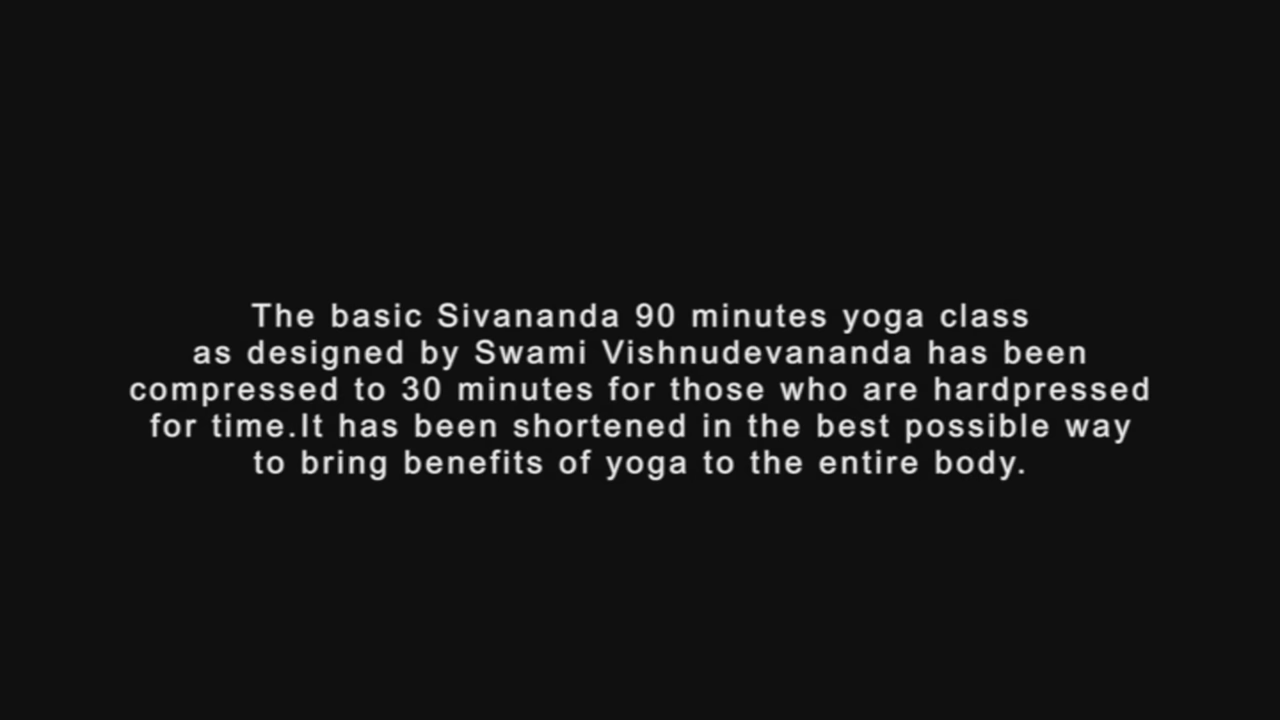 The basic Sivananda 90 minutes yoga class
as designed by Swami Vishnudevananda has been
compressed to 30 minutes for those who are hardpressed
for time.It has been shortened in the best possible way
to bring benefits of yoga to the entire body.